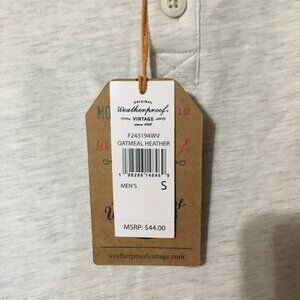 ORIGINAL
Weatherproof
VINTAGE
since 1948
F243194WV
OATMEAL HEATHER
MEN'S S
MSRP: $44.00
weatherproofvintage.com